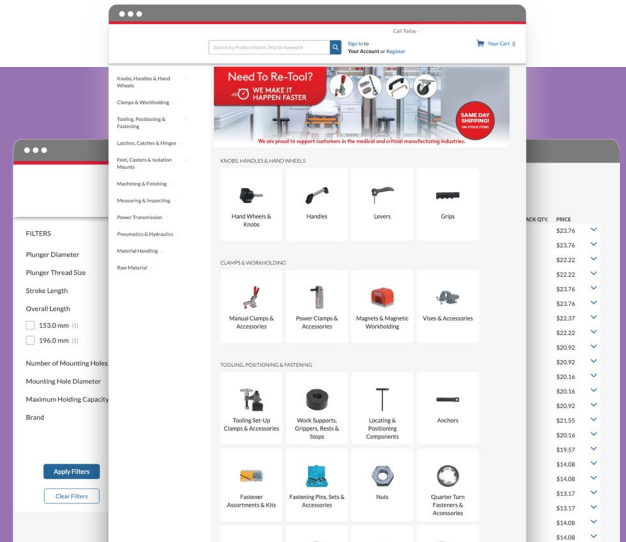 Call Today
Search by Product Name, SKU or Keyword
Sign In to
Your Account or Register
Your Cart 0
Knobs, Handles & Hand
Wheels
Clamps & Workholding
Tooling, Positioning &
Fastening
Latches, Catches & Hinges
Feet, Casters & Isolation
Mounts
Machining & Finishing
Measuring & Inspecting
Power Transmission
Pneumatics & Hydraulics
Material Handling
Raw Material
Need To Re-Tool?
WE MAKE IT
HAPPEN FASTER
SAME DAY
SHIPPING!
ON STOCK ITEMS
We are proud to support customers in the medical and critical manufacturing industries.
KNOBS, HANDLES & HAND WHEELS
Hand Wheels &
Knobs
Handles
Levers
Grips
CLAMPS & WORKHOLDING
Manual Clamps &
Accessories
Power Clamps &
Accessories
Magnets & Magnetic
Workholding
Vises & Accessories
TOOLING, POSITIONING & FASTENING
Tooling Set-Up
Clamps & Accessories
Work Supports,
Grippers, Rests &
Stops
Locating &
Positioning
Components
Anchors
Fastener
Assortments & Kits
Fastening Pins, Sets &
Accessories
Nuts
Quarter Turn
Fasteners &
Accessories
FILTERS
Plunger Diameter
Plunger Thread Size
Stroke Length
Overall Length
153.0 mm (1)
196.0 mm (1)
Number of Mounting Holes
Mounting Hole Diameter
Maximum Holding Capacity
Brand
Apply Filters
Clear Filters
ACK QTY. PRICE
$23.76
$23.76
$22.22
$22.22
$23.76
$23.76
$22.37
$22.22
$20.92
$20.92
$20.16
$20.16
$20.92
$21.55
$20.16
$19.57
$14.08
$14.08
$13.17
$13.17
$14.08
$14.08